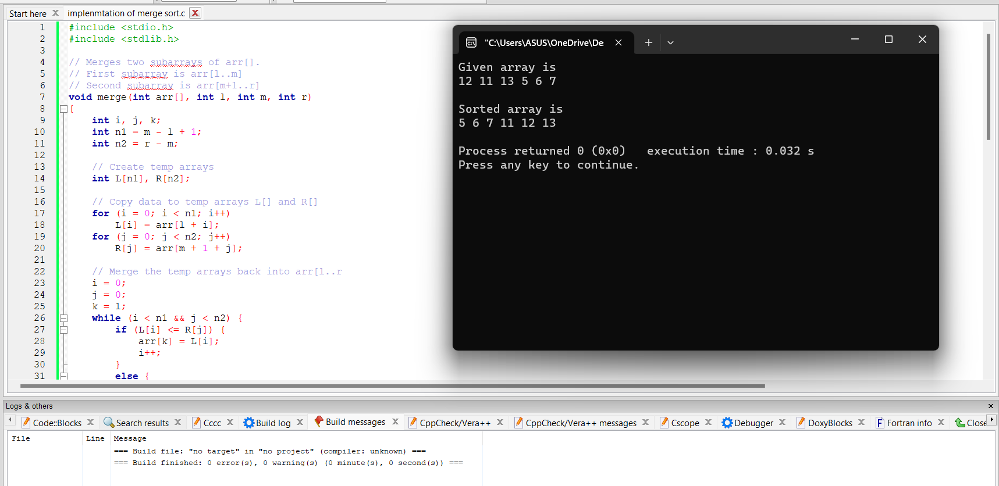 Start here
implenmtation of merge sort.c
1 #include <stdio.h>
2 #include <stdlib.h>
3
4 // Merges two subarrays of arr[].
5 // First subarray is arr[l..m]
6 // Second subarray is arr[m+1..r]
7 void merge(int arr[], int l, int m, int r)
8 {
9 int i, j, k;
10 int n1 = m - l + 1;
11 int n2 = r - m;
12
13 // Create temp arrays
14 int L[n1], R[n2];
15
16 // Copy data to temp arrays L[] and R[]
17 for (i = 0; i < n1; i++)
18 L[i] = arr[l + i];
19 for (j = 0; j < n2; j++)
20 R[j] = arr[m + 1 + j];
21
22 // Merge the temp arrays back into arr[l..r
23 i = 0;
24 j = 0;
25 k = l;
26 while (i < n1 && j < n2) {
27 if (L[i] <= R[j]) {
28 arr[k] = L[i];
29 i++;
30 }
31 else {
"C:\Users\ASUS\OneDrive\De
Given array is
12 11 13 5 6 7
Sorted array is
5 6 7 11 12 13
Process returned 0 (0x0) execution time : 0.032 s
Press any key to continue.
Logs & others
Code::Blocks
Search results
Cccc
Build log
Build messages
CppCheck/Vera++
CppCheck/Vera++ messages
Cscope
Debugger
DoxyBlocks
Fortran info
Close
File Line Message
=== Build file: "no target" in "no project" (compiler: unknown) ===
=== Build finished: 0 error(s), 0 warning(s) (0 minute(s), 0 second(s)) ===